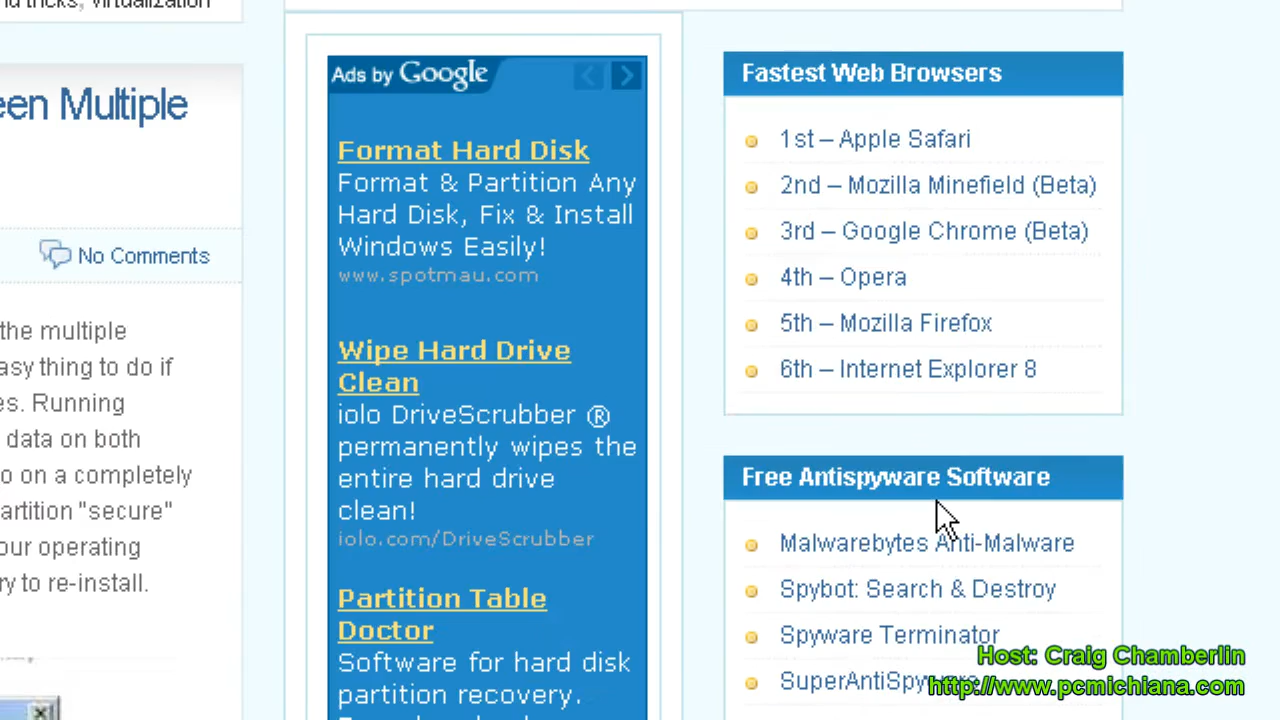 nd tricks, virtualization
een Multiple
No Comments
the multiple
asy thing to do if
es. Running
data on both
o on a completely
artition "secure"
our operating
ry to re-install.
Ads by Google
Format Hard Disk
Format & Partition Any
Hard Disk, Fix & Install
Windows Easily!
www.spotmau.com
Wipe Hard Drive
Clean
iolo DriveScrubber ®
permanently wipes the
entire hard drive
clean!
iolo.com/DriveScrubber
Partition Table
Doctor
Software for hard disk
partition recovery.
Fastest Web Browsers
1st – Apple Safari
2nd – Mozilla Minefield (Beta)
3rd – Google Chrome (Beta)
4th – Opera
5th – Mozilla Firefox
6th – Internet Explorer 8
Free Antispyware Software
Malwarebytes Anti-Malware
Spybot: Search & Destroy
Spyware Terminator
SuperAntiSpyware
Host: Craig Chamberlin
http://www.pcmichiana.com